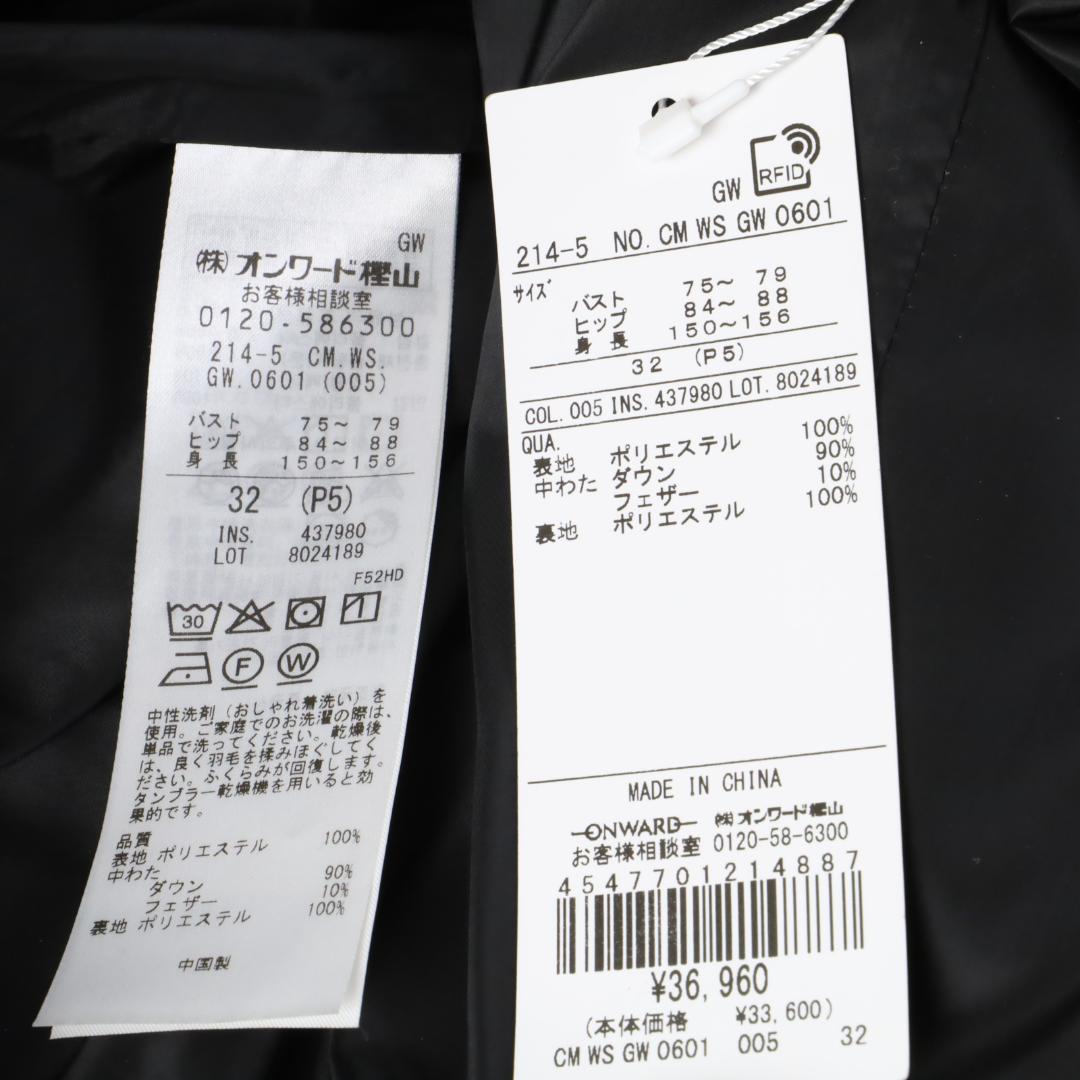 GW
㈱オンワード樫山
お客様相談室
0120-586300
214-5 CM.WS.
GW.0601 (005)
バスト 75～ 79
ヒップ 84～ 88
身長 150～156
32 (P5)
INS. 437980
LOT 8024189
F52HD
30
F W
中性洗剤（おしゃれ着洗い）を
使用。ご家庭でのお洗濯の際は、
単品で洗ってください。乾燥後
は、良く羽毛を揉みほぐしてく
ださい。ふくらみが回復します。
タンブラー乾燥機を用いると効
果的です。
品質
表地 ポリエステル 100%
中わた
ダウン 90%
フェザー 10%
裏地 ポリエステル 100%
中国製
GW RFID
214-5 NO. CM WS GW 0601
サイズ
バスト 75～ 79
ヒップ 84～ 88
身長 150～156
32 (P5)
COL. 005 INS. 437980 LOT. 8024189
QUA.
表地 ポリエステル 100%
中わた ダウン 90%
フェザー 10%
裏地 ポリエステル 100%
MADE IN CHINA
ONWARD ㈱オンワード樫山
お客様相談室 0120-58-6300
4547701214887
¥36,960
(本体価格 ¥33,600)
CM WS GW 0601 005 32